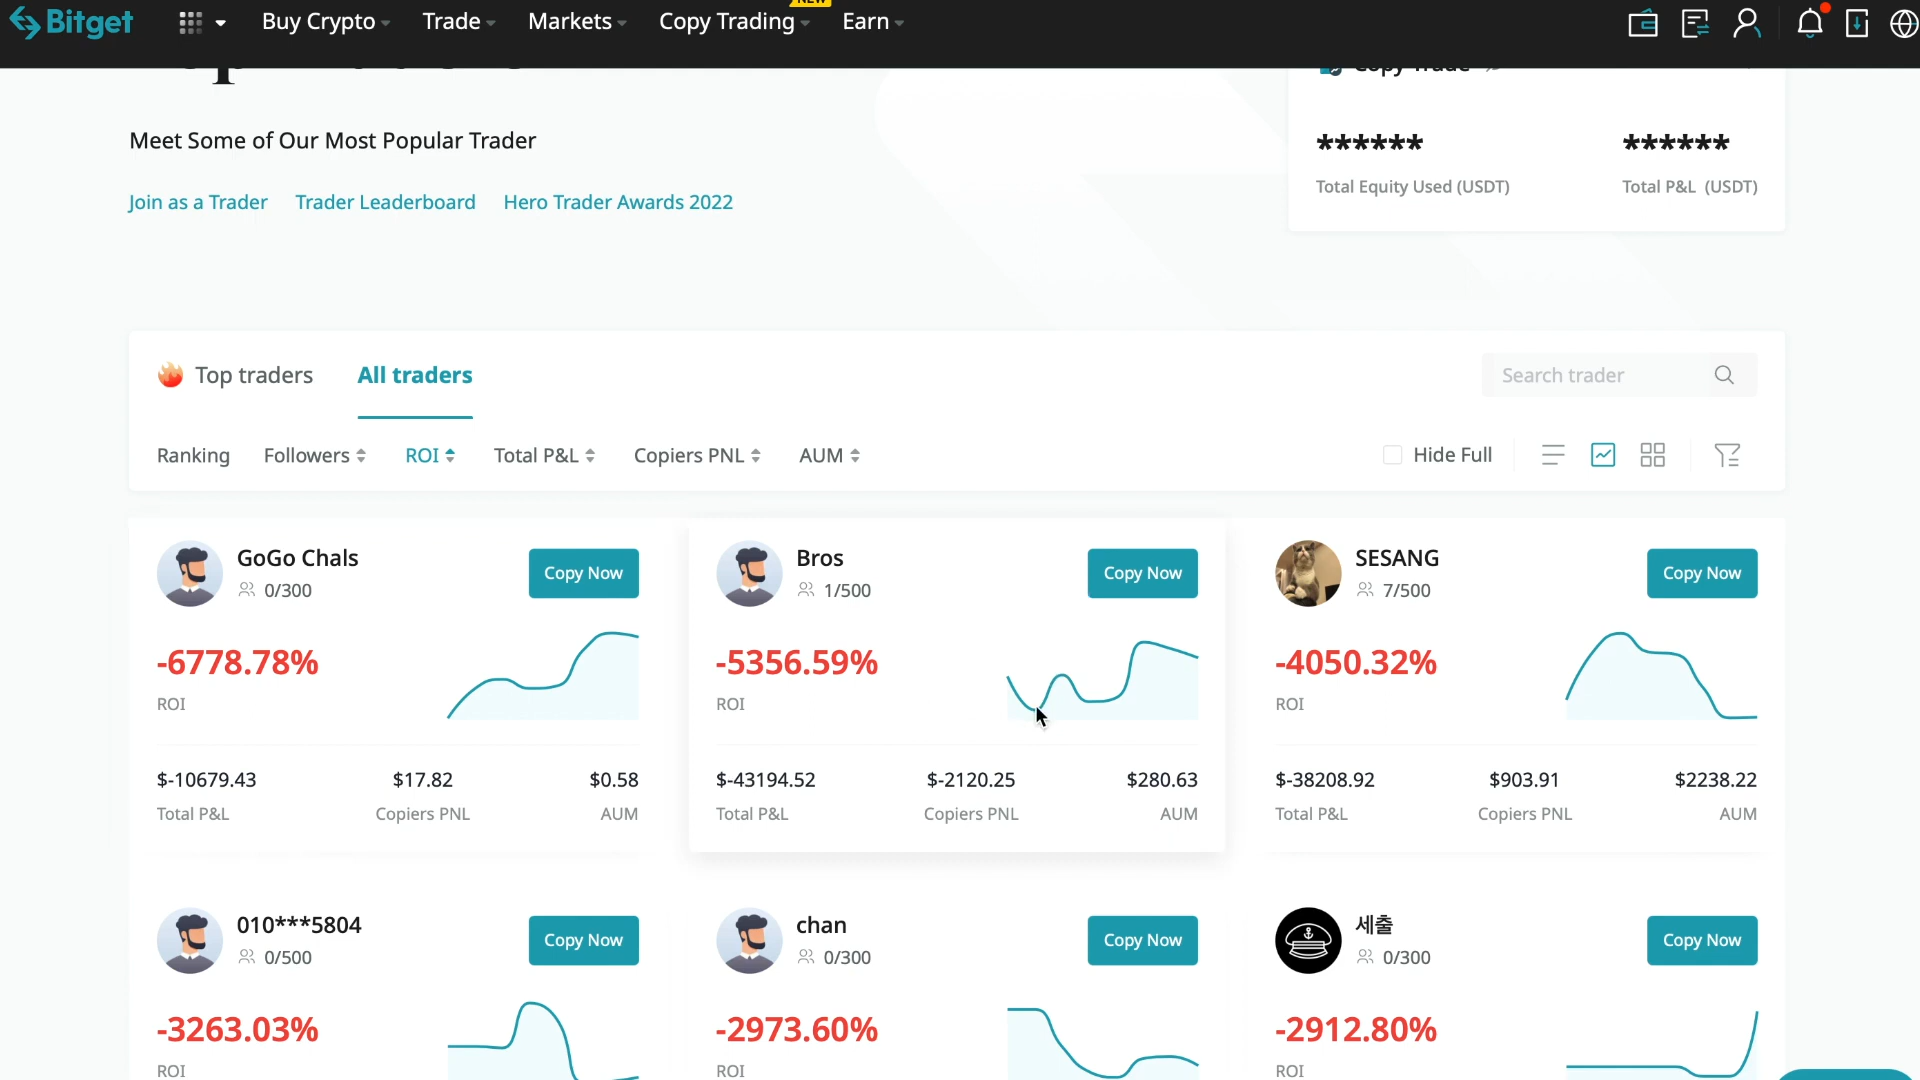 Bitget
Buy Crypto
Trade
Markets
NEW
Copy Trading
Earn
Copy Trade
Meet Some of Our Most Popular Trader
****** ******
Total Equity Used (USDT) Total P&L (USDT)
Join as a Trader Trader Leaderboard Hero Trader Awards 2022
Top traders All traders
Search trader
Ranking Followers ROI Total P&L Copiers PNL AUM
Hide Full
GoGo Chals
0/300
Copy Now
-6778.78%
ROI
$-10679.43 $17.82 $0.58
Total P&L Copiers PNL AUM
Bros
1/500
Copy Now
-5356.59%
ROI
$-43194.52 $-2120.25 $280.63
Total P&L Copiers PNL AUM
SESANG
7/500
Copy Now
-4050.32%
ROI
$-38208.92 $903.91 $2238.22
Total P&L Copiers PNL AUM
010***5804
0/500
Copy Now
-3263.03%
ROI
chan
0/300
Copy Now
-2973.60%
ROI
세출
0/300
Copy Now
-2912.80%
ROI